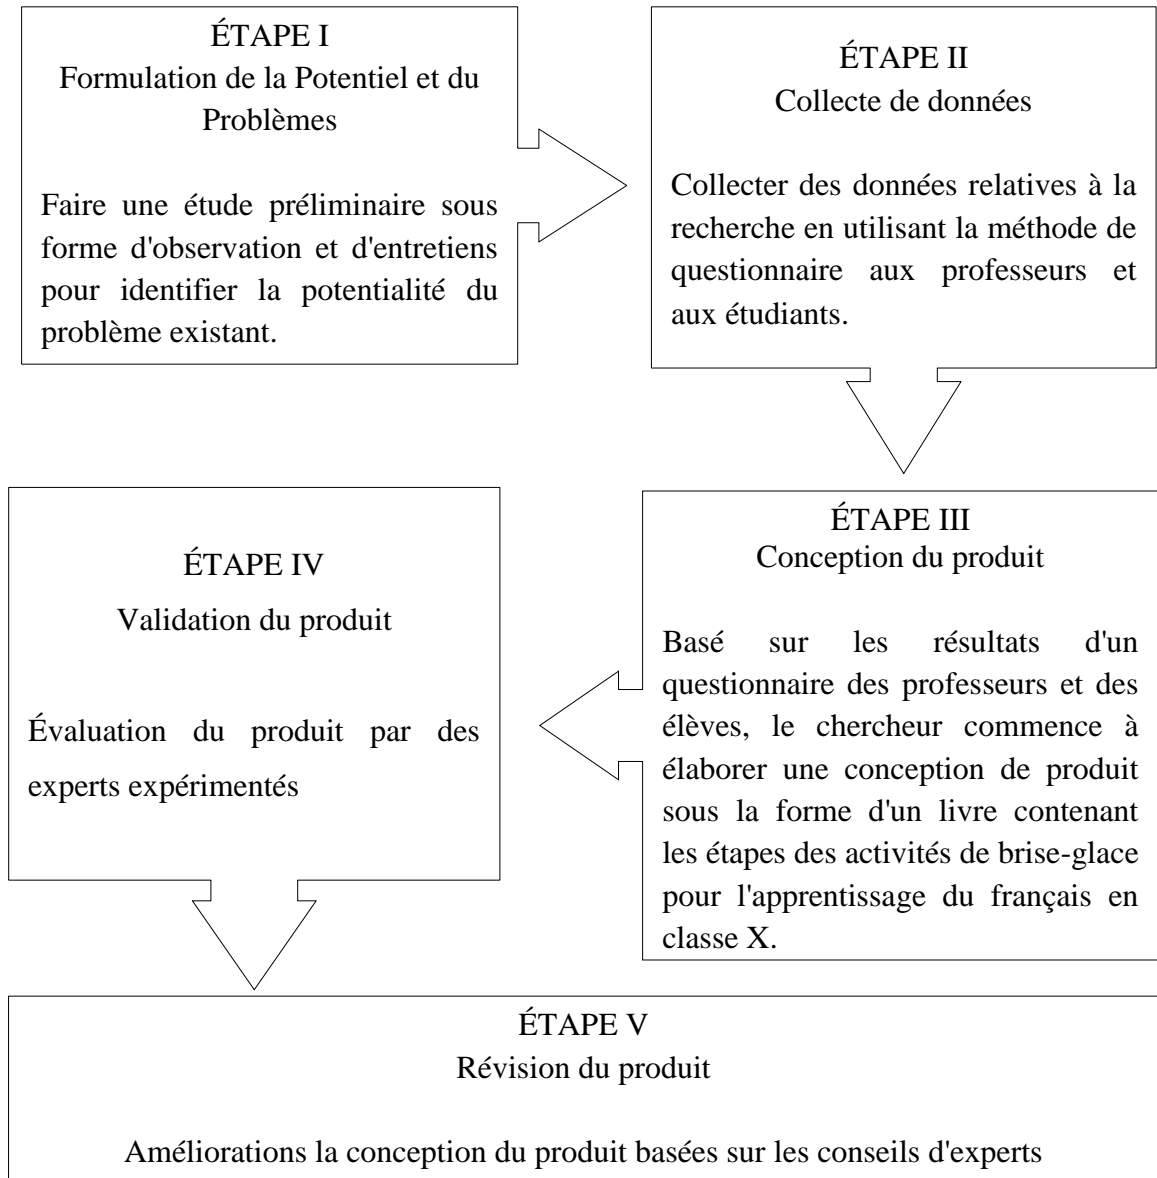 ÉTAPE I
Formulation de la Potentiel et du
Problèmes
Faire une étude préliminaire sous
forme d'observation et d'entretiens
pour identifier la potentialité du
problème existant.
ÉTAPE II
Collecte de données
Collecter des données relatives à la
recherche en utilisant la méthode de
questionnaire aux professeurs et
aux étudiants.
ÉTAPE III
Conception du produit
Basé sur les résultats d'un
questionnaire des professeurs et des
élèves, le chercheur commence à
élaborer une conception de produit
sous la forme d'un livre contenant
les étapes des activités de brise-glace
pour l'apprentissage du français en
classe X.
ÉTAPE IV
Validation du produit
Évaluation du produit par des
experts expérimentés
ÉTAPE V
Révision du produit
Améliorations la conception du produit basées sur les conseils d'experts